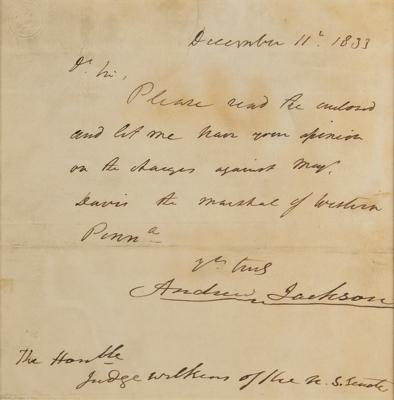 December 11th. 1833
Dr Sir,
Please read the enclosed
and let me have your opinion
on the charges against Majr.
Davis the marshal of Western
Penna
yrs truly
Andrew Jackson
The Honble
Judge Wilkins of the U. S. Senate